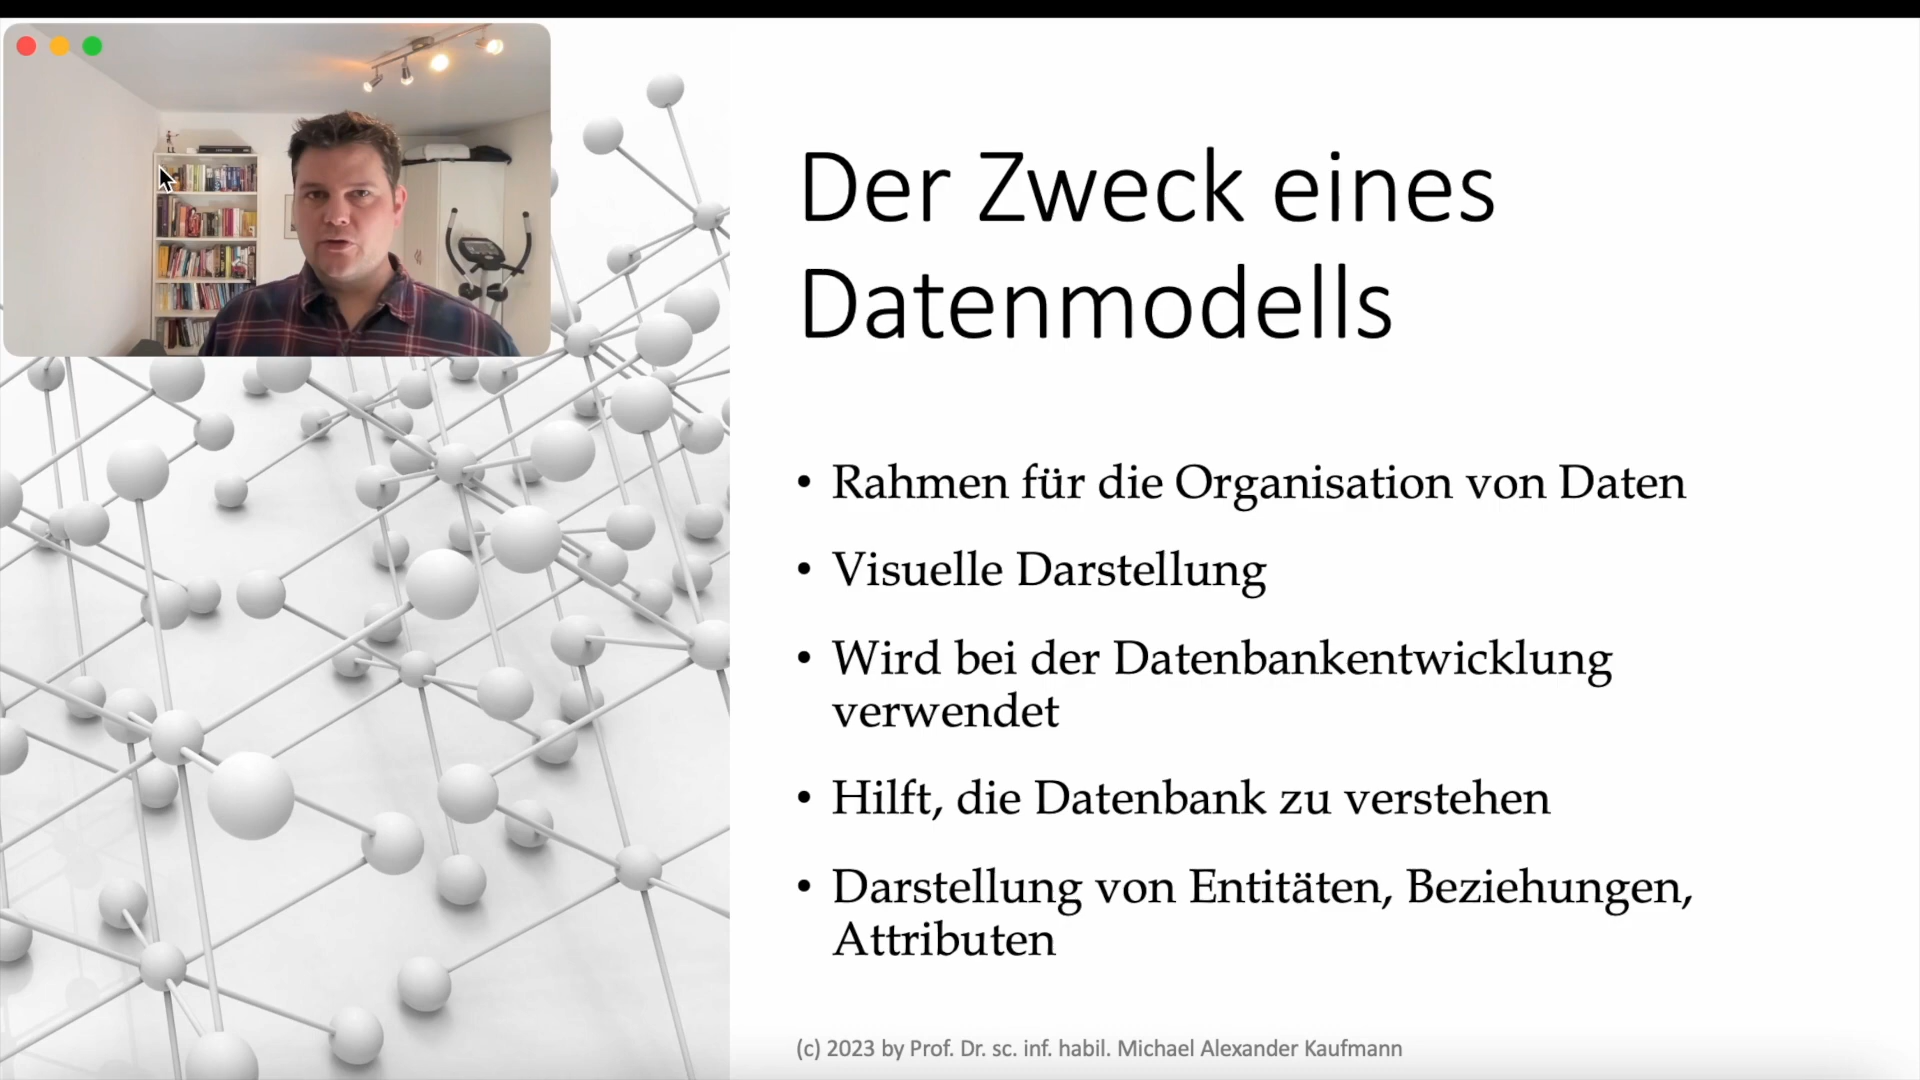 Der Zweck eines
Datenmodells
• Rahmen für die Organisation von Daten
• Visuelle Darstellung
• Wird bei der Datenbankentwicklung
verwendet
• Hilft, die Datenbank zu verstehen
• Darstellung von Entitäten, Beziehungen,
Attributen
(c) 2023 by Prof. Dr. sc. inf. habil. Michael Alexander Kaufmann